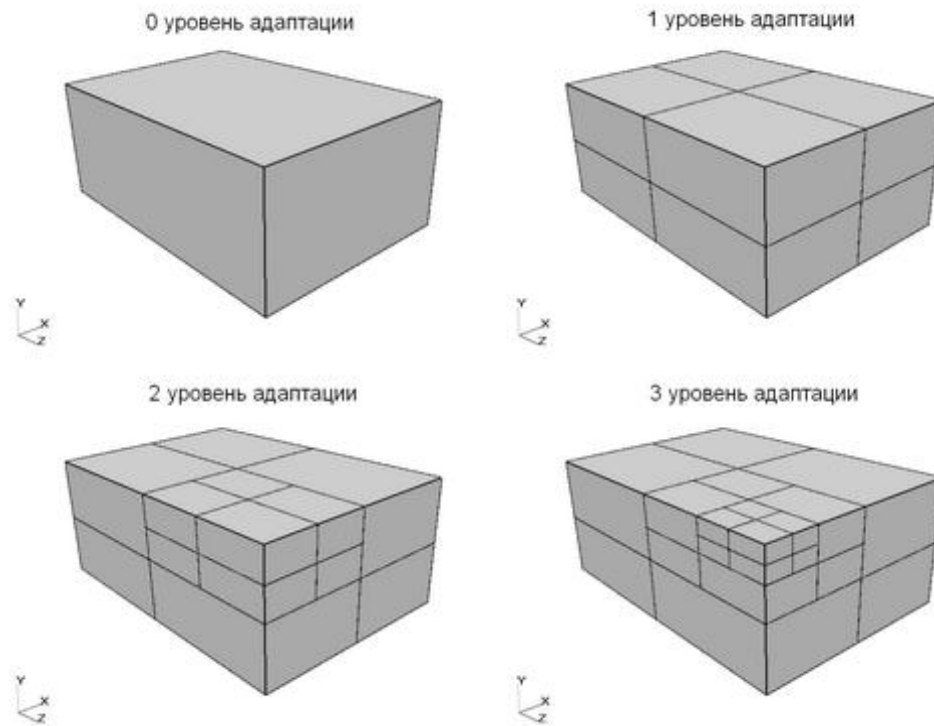 0 уровень адаптации
1 уровень адаптации
Y
X
Z
Y
X
Z
2 уровень адаптации
3 уровень адаптации
Y
X
Z
Y
X
Z